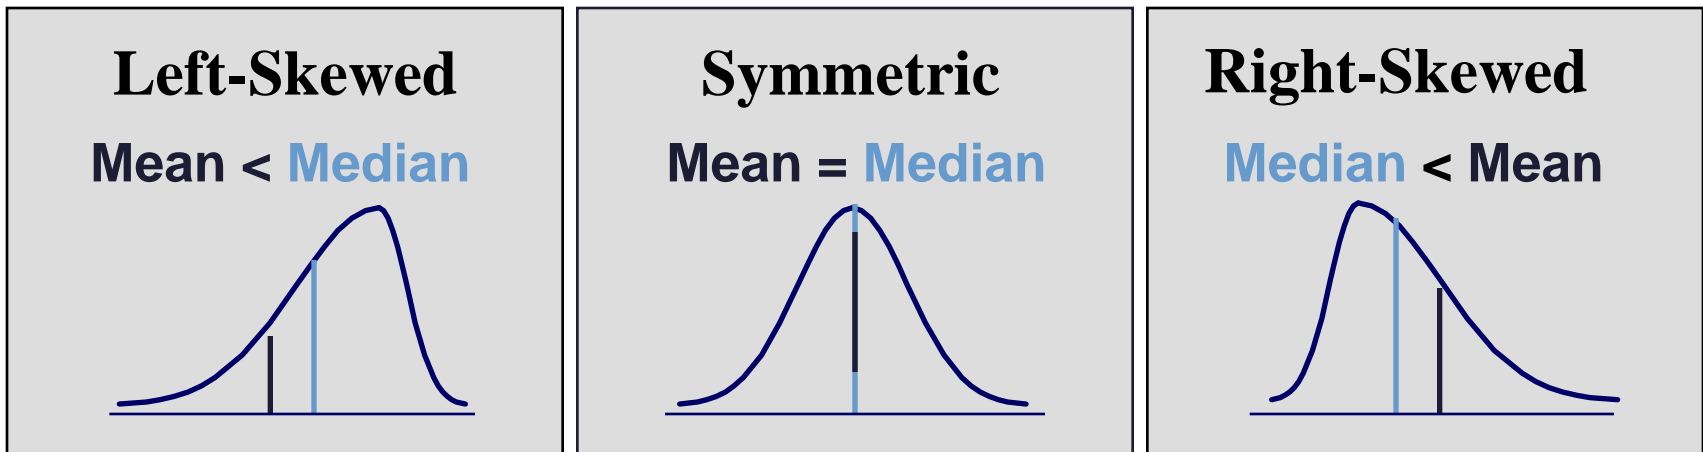 Left-Skewed
Mean < Median
Symmetric
Mean = Median
Right-Skewed
Median < Mean